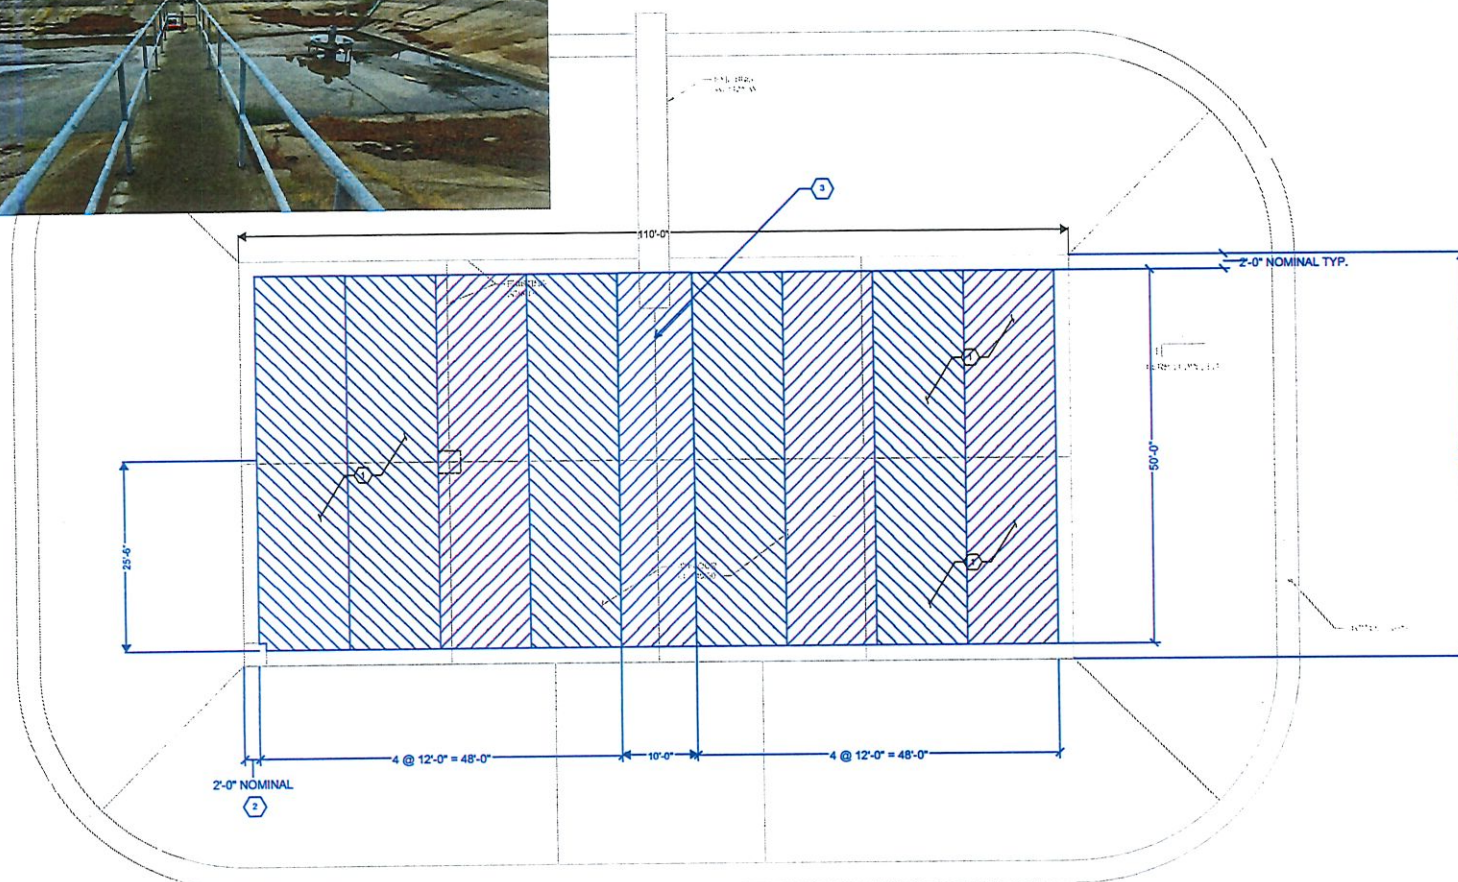 3
110'-0"
2'-0" NOMINAL TYP.
1
50'-0"
1
25'-6"
1
4 @ 12'-0" = 48'-0"
10'-0"
4 @ 12'-0" = 48'-0"
2'-0" NOMINAL
2